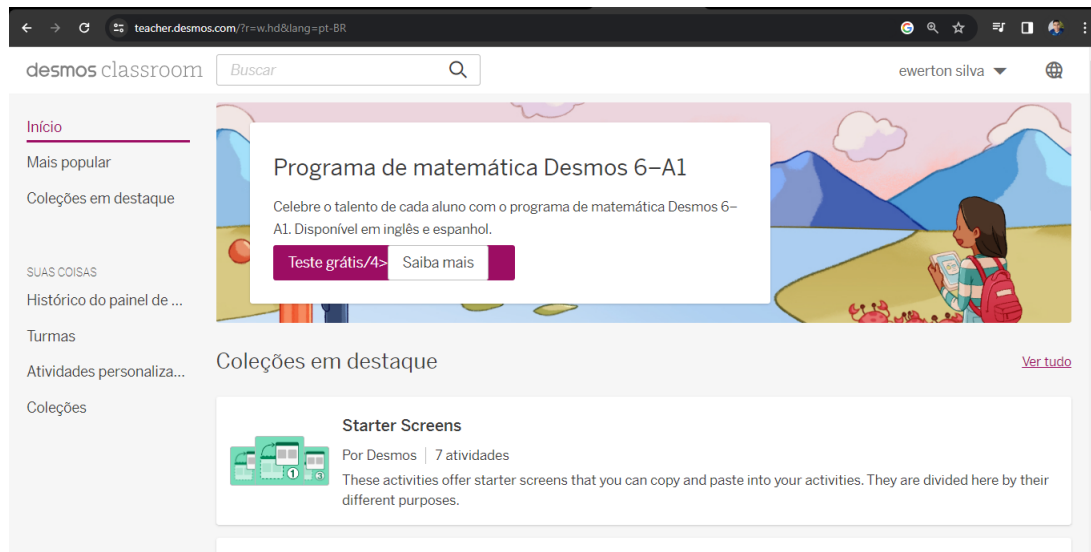 teacher.desmos.com/?r=w.hd&lang=pt-BR
desmos classroom
Buscar
ewerton silva
Início
Mais popular
Coleções em destaque
SUAS COISAS
Histórico do painel de ...
Turmas
Atividades personaliza...
Coleções
Programa de matemática Desmos 6–A1
Celebre o talento de cada aluno com o programa de matemática Desmos 6–
A1. Disponível em inglês e espanhol.
Teste grátis/4> Saiba mais
Coleções em destaque
Ver tudo
Starter Screens
Por Desmos 7 atividades
These activities offer starter screens that you can copy and paste into your activities. They are divided here by their
different purposes.
1
3